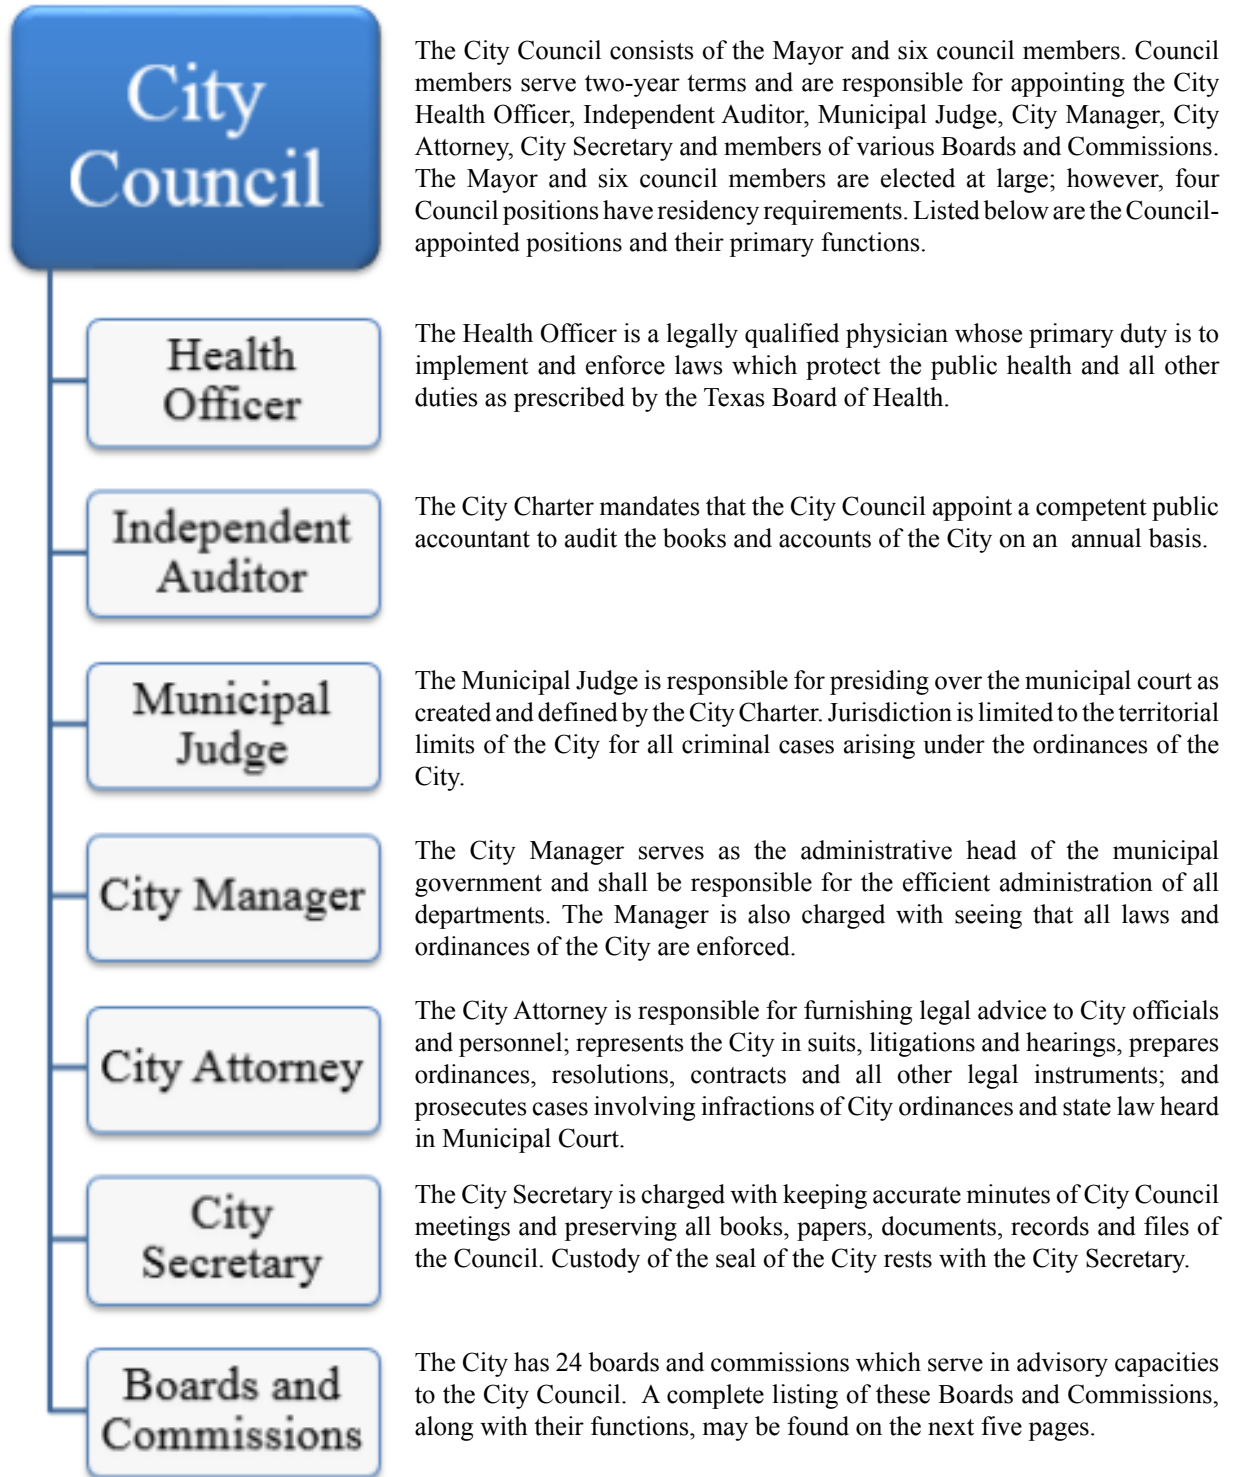 City
Council
The City Council consists of the Mayor and six council members. Council
members serve two-year terms and are responsible for appointing the City
Health Officer, Independent Auditor, Municipal Judge, City Manager, City
Attorney, City Secretary and members of various Boards and Commissions.
The Mayor and six council members are elected at large; however, four
Council positions have residency requirements. Listed below are the Council-
appointed positions and their primary functions.
Health
Officer
The Health Officer is a legally qualified physician whose primary duty is to
implement and enforce laws which protect the public health and all other
duties as prescribed by the Texas Board of Health.
Independent
Auditor
The City Charter mandates that the City Council appoint a competent public
accountant to audit the books and accounts of the City on an  annual basis.
Municipal
Judge
The Municipal Judge is responsible for presiding over the municipal court as
created and defined by the City Charter. Jurisdiction is limited to the territorial
limits of the City for all criminal cases arising under the ordinances of the
City.
City Manager
The City Manager serves as the administrative head of the municipal
government and shall be responsible for the efficient administration of all
departments. The Manager is also charged with seeing that all laws and
ordinances of the City are enforced.
City Attorney
The City Attorney is responsible for furnishing legal advice to City officials
and personnel; represents the City in suits, litigations and hearings, prepares
ordinances, resolutions, contracts and all other legal instruments; and
prosecutes cases involving infractions of City ordinances and state law heard
in Municipal Court.
City
Secretary
The City Secretary is charged with keeping accurate minutes of City Council
meetings and preserving all books, papers, documents, records and files of
the Council. Custody of the seal of the City rests with the City Secretary.
Boards and
Commissions
The City has 24 boards and commissions which serve in advisory capacities
to the City Council.  A complete listing of these Boards and Commissions,
along with their functions, may be found on the next five pages.